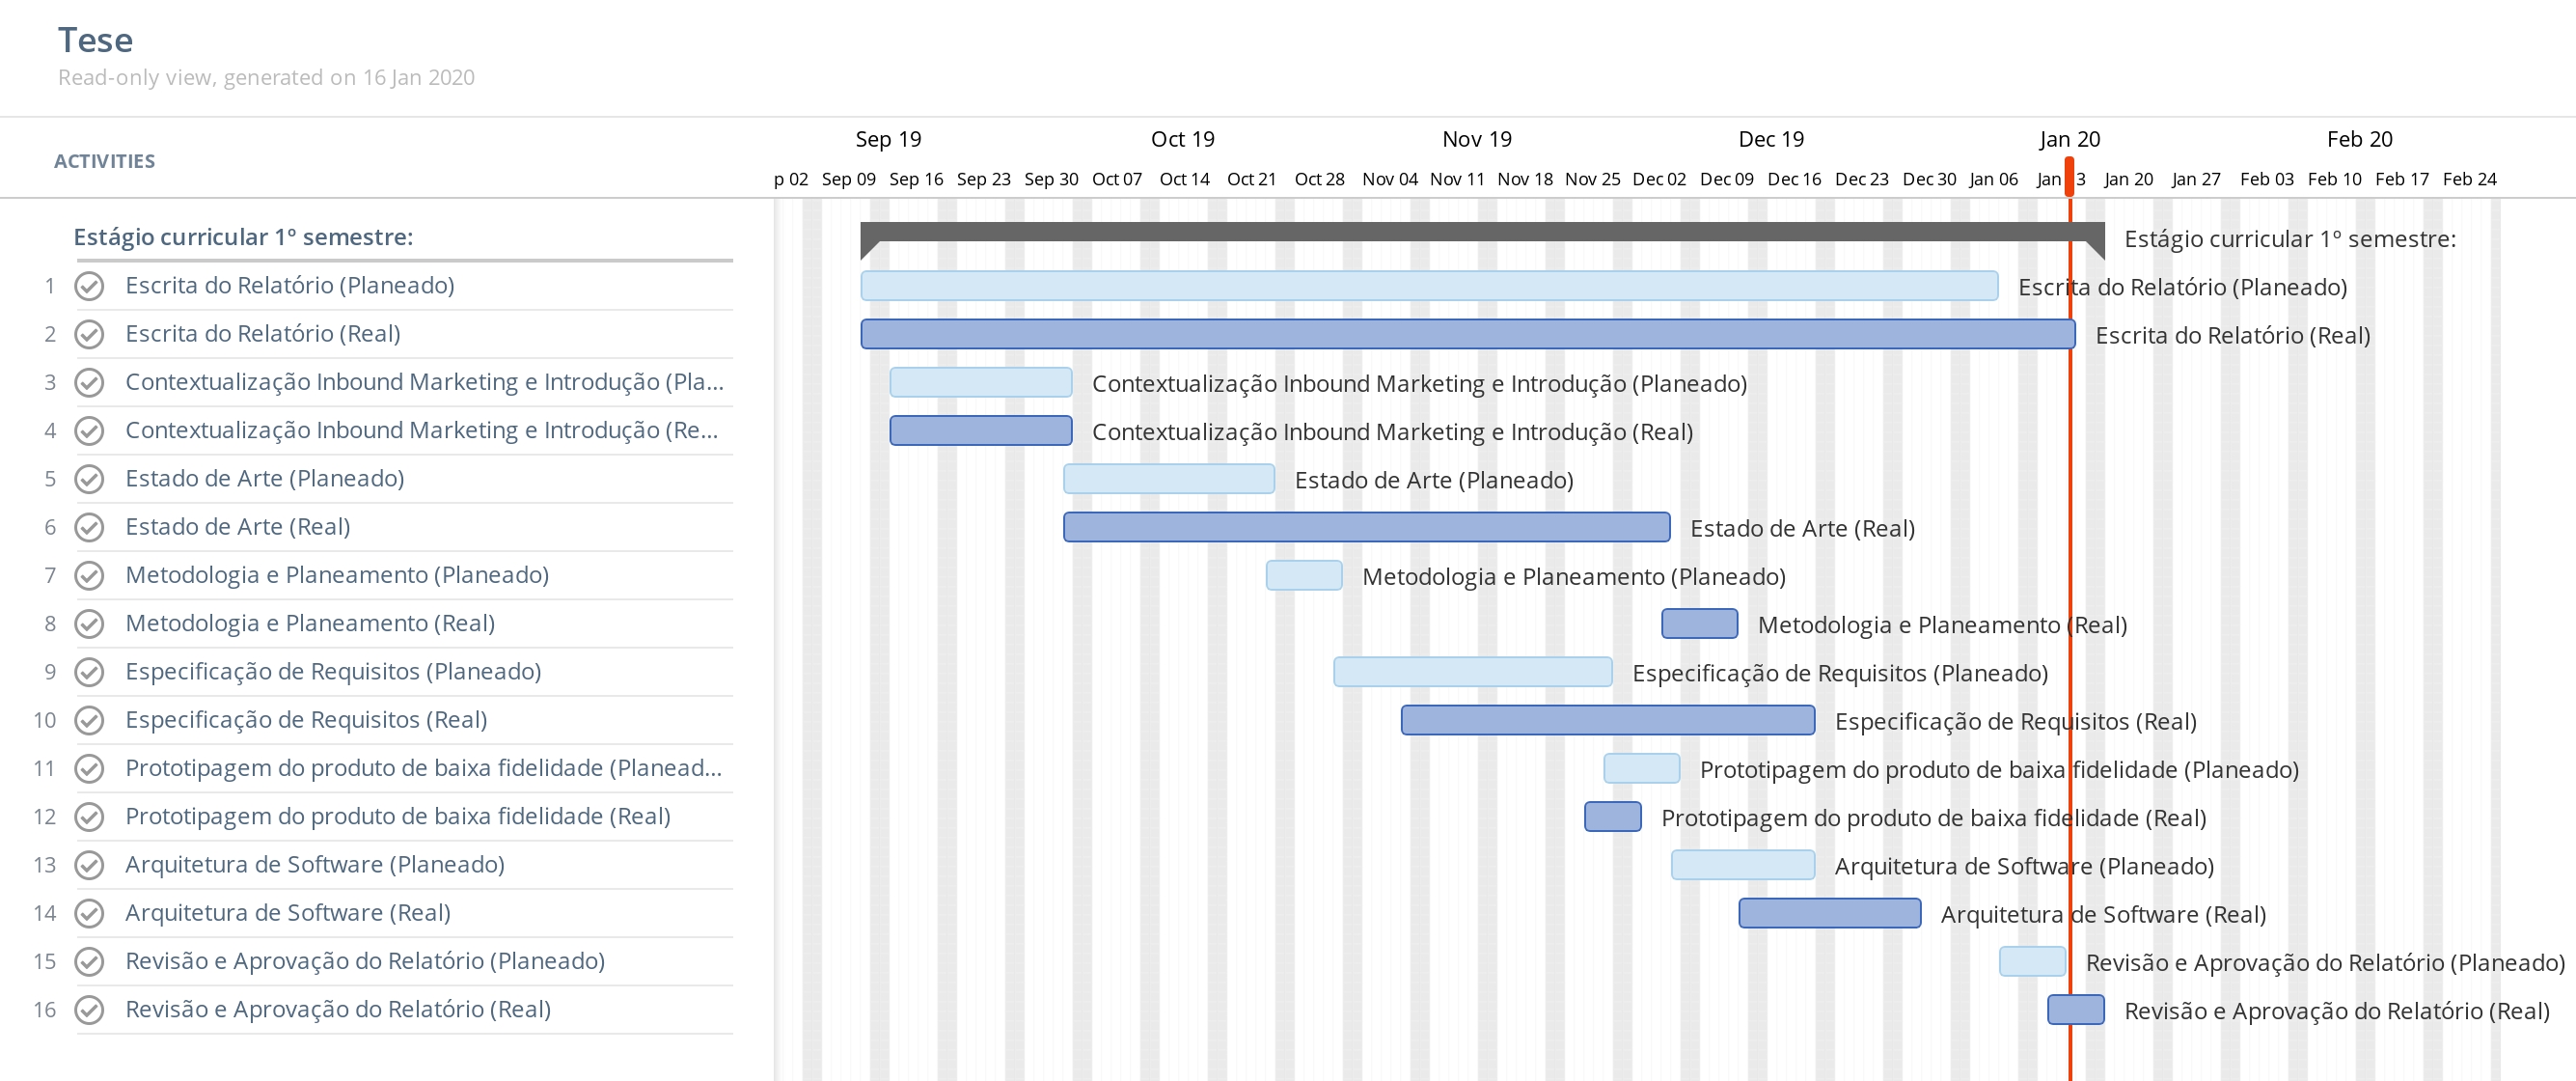 Tese
Read-only view, generated on 16 Jan 2020
ACTIVITIES
Sep 19 Oct 19 Nov 19 Dec 19 Jan 20 Feb 20
p 02 Sep 09 Sep 16 Sep 23 Sep 30 Oct 07 Oct 14 Oct 21 Oct 28 Nov 04 Nov 11 Nov 18 Nov 25 Dec 02 Dec 09 Dec 16 Dec 23 Dec 30 Jan 06 Jan 3 Jan 20 Jan 27 Feb 03 Feb 10 Feb 17 Feb 24
Estágio curricular 1º semestre: Estágio curricular 1º semestre:
1 Escrita do Relatório (Planeado) Escrita do Relatório (Planeado)
2 Escrita do Relatório (Real) Escrita do Relatório (Real)
3 Contextualização Inbound Marketing e Introdução (Pla... Contextualização Inbound Marketing e Introdução (Planeado)
4 Contextualização Inbound Marketing e Introdução (Re... Contextualização Inbound Marketing e Introdução (Real)
5 Estado de Arte (Planeado) Estado de Arte (Planeado)
6 Estado de Arte (Real) Estado de Arte (Real)
7 Metodologia e Planeamento (Planeado) Metodologia e Planeamento (Planeado)
8 Metodologia e Planeamento (Real) Metodologia e Planeamento (Real)
9 Especificação de Requisitos (Planeado) Especificação de Requisitos (Planeado)
10 Especificação de Requisitos (Real) Especificação de Requisitos (Real)
11 Prototipagem do produto de baixa fidelidade (Planead... Prototipagem do produto de baixa fidelidade (Planeado)
12 Prototipagem do produto de baixa fidelidade (Real) Prototipagem do produto de baixa fidelidade (Real)
13 Arquitetura de Software (Planeado) Arquitetura de Software (Planeado)
14 Arquitetura de Software (Real) Arquitetura de Software (Real)
15 Revisão e Aprovação do Relatório (Planeado) Revisão e Aprovação do Relatório (Planeado)
16 Revisão e Aprovação do Relatório (Real) Revisão e Aprovação do Relatório (Real)